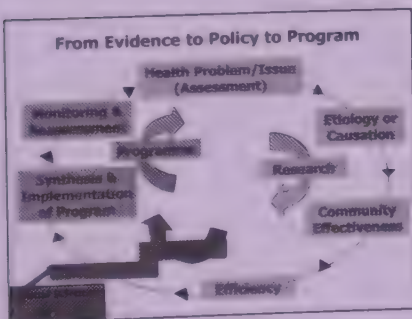 From Evidence to Policy to Program
Health Problem/Issue
(Assessment)
Monitoring &
Reassessment
Etiology or
Causation
Programme
Research
Synthesis &
Implementation
of Program
Community
Effectiveness
Efficiency